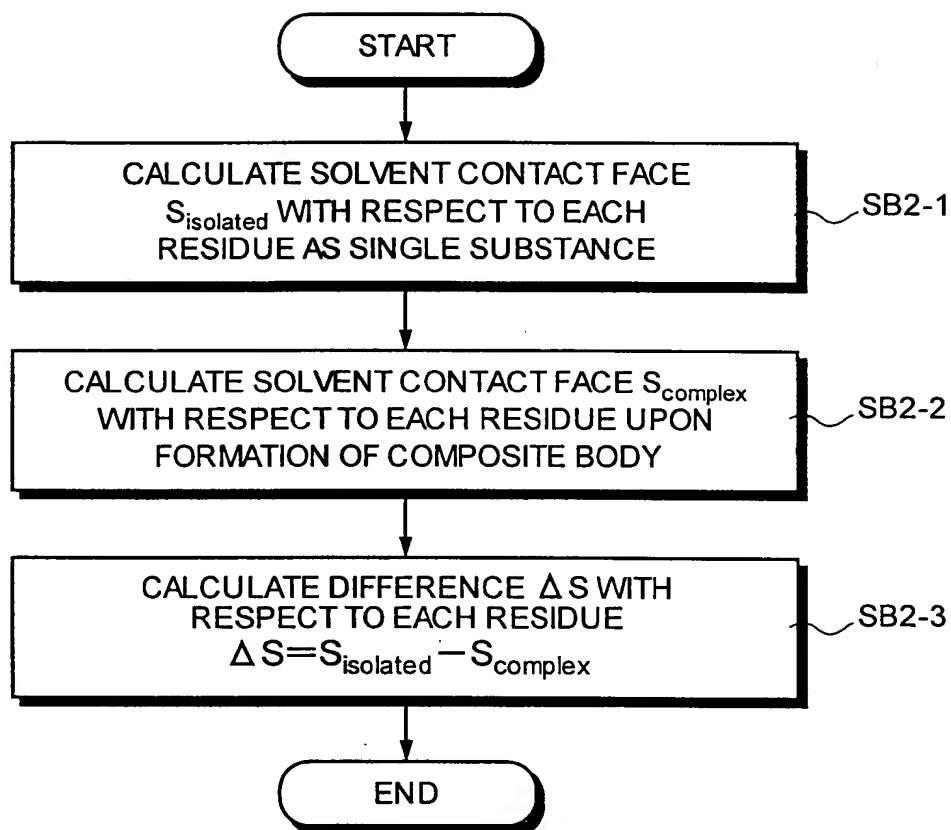 START
CALCULATE SOLVENT CONTACT FACE
S_isolated WITH RESPECT TO EACH
RESIDUE AS SINGLE SUBSTANCE
SB2-1
CALCULATE SOLVENT CONTACT FACE S_complex
WITH RESPECT TO EACH RESIDUE UPON
FORMATION OF COMPOSITE BODY
SB2-2
CALCULATE DIFFERENCE ΔS WITH
RESPECT TO EACH RESIDUE
ΔS=S_isolated−S_complex
SB2-3
END